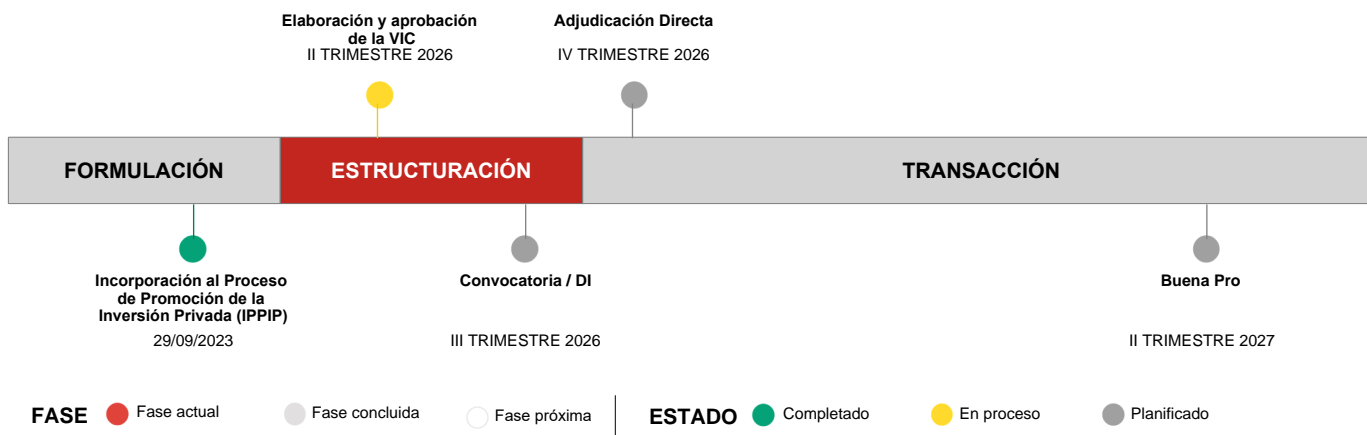 Elaboración y aprobación
de la VIC
II TRIMESTRE 2026
Adjudicación Directa
IV TRIMESTRE 2026
FORMULACIÓN
ESTRUCTURACIÓN
TRANSACCIÓN
Incorporación al Proceso
de Promoción de la
Inversión Privada (IPPIP)
29/09/2023
Convocatoria / DI
III TRIMESTRE 2026
Buena Pro
II TRIMESTRE 2027
FASE
Fase actual
Fase concluida
Fase próxima
ESTADO
Completado
En proceso
Planificado